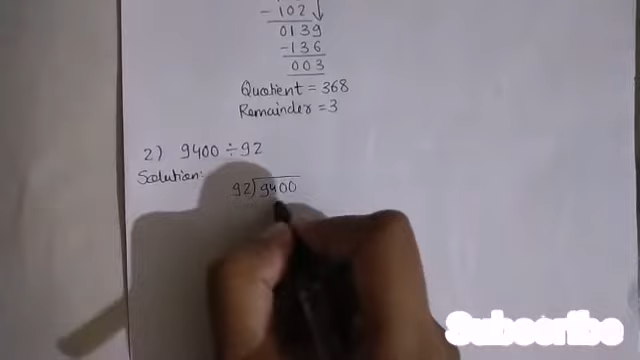 - 102 ↓
0139
-136
003
Quotient = 368
Remainder = 3
2) 9400 ÷ 92
Solution:
92)9400
Subscribe